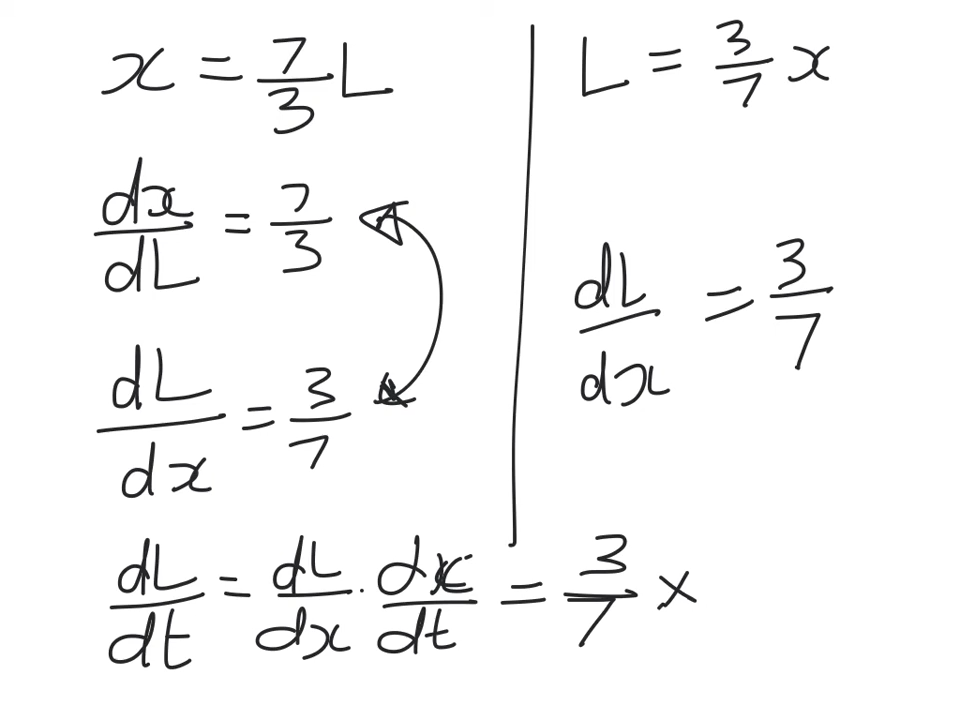 x = 7/3 L
dx/dL = 7/3
dL/dx = 3/7
L = 3/7 x
dL/dx = 3/7
dL/dt = dL/dx · dx/dt = 3/7 ×